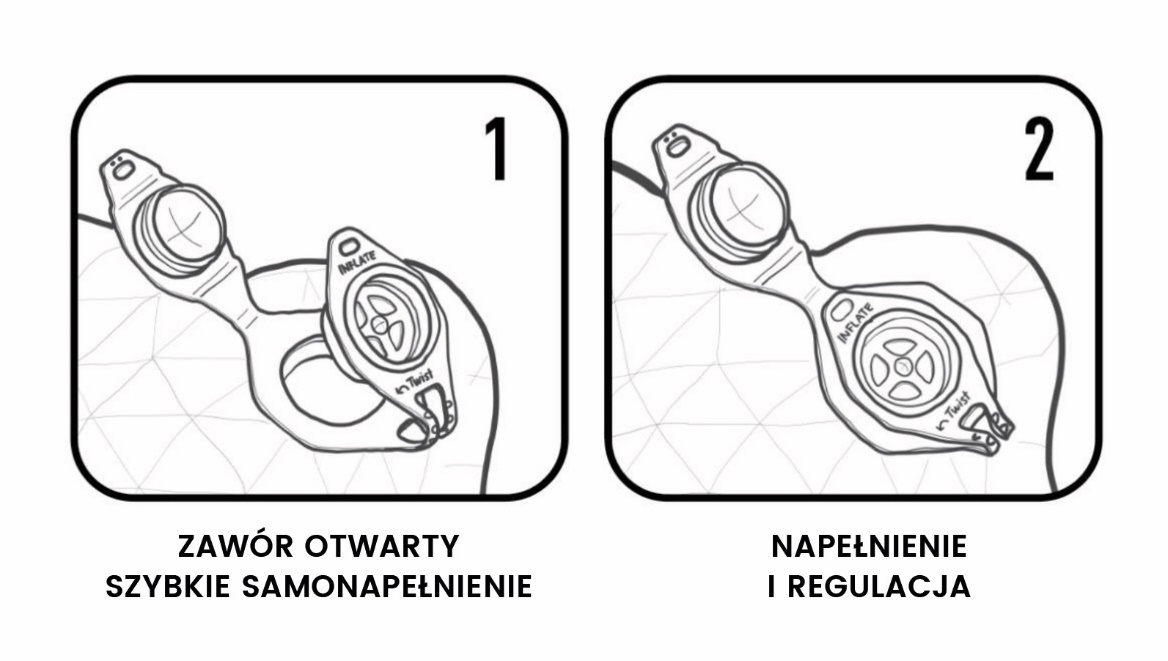 1
INFLATE
Twist
2
INFLATE
Twist
ZAWÓR OTWARTY
SZYBKIE SAMONAPEŁNIENIE
NAPEŁNIENIE
I REGULACJA